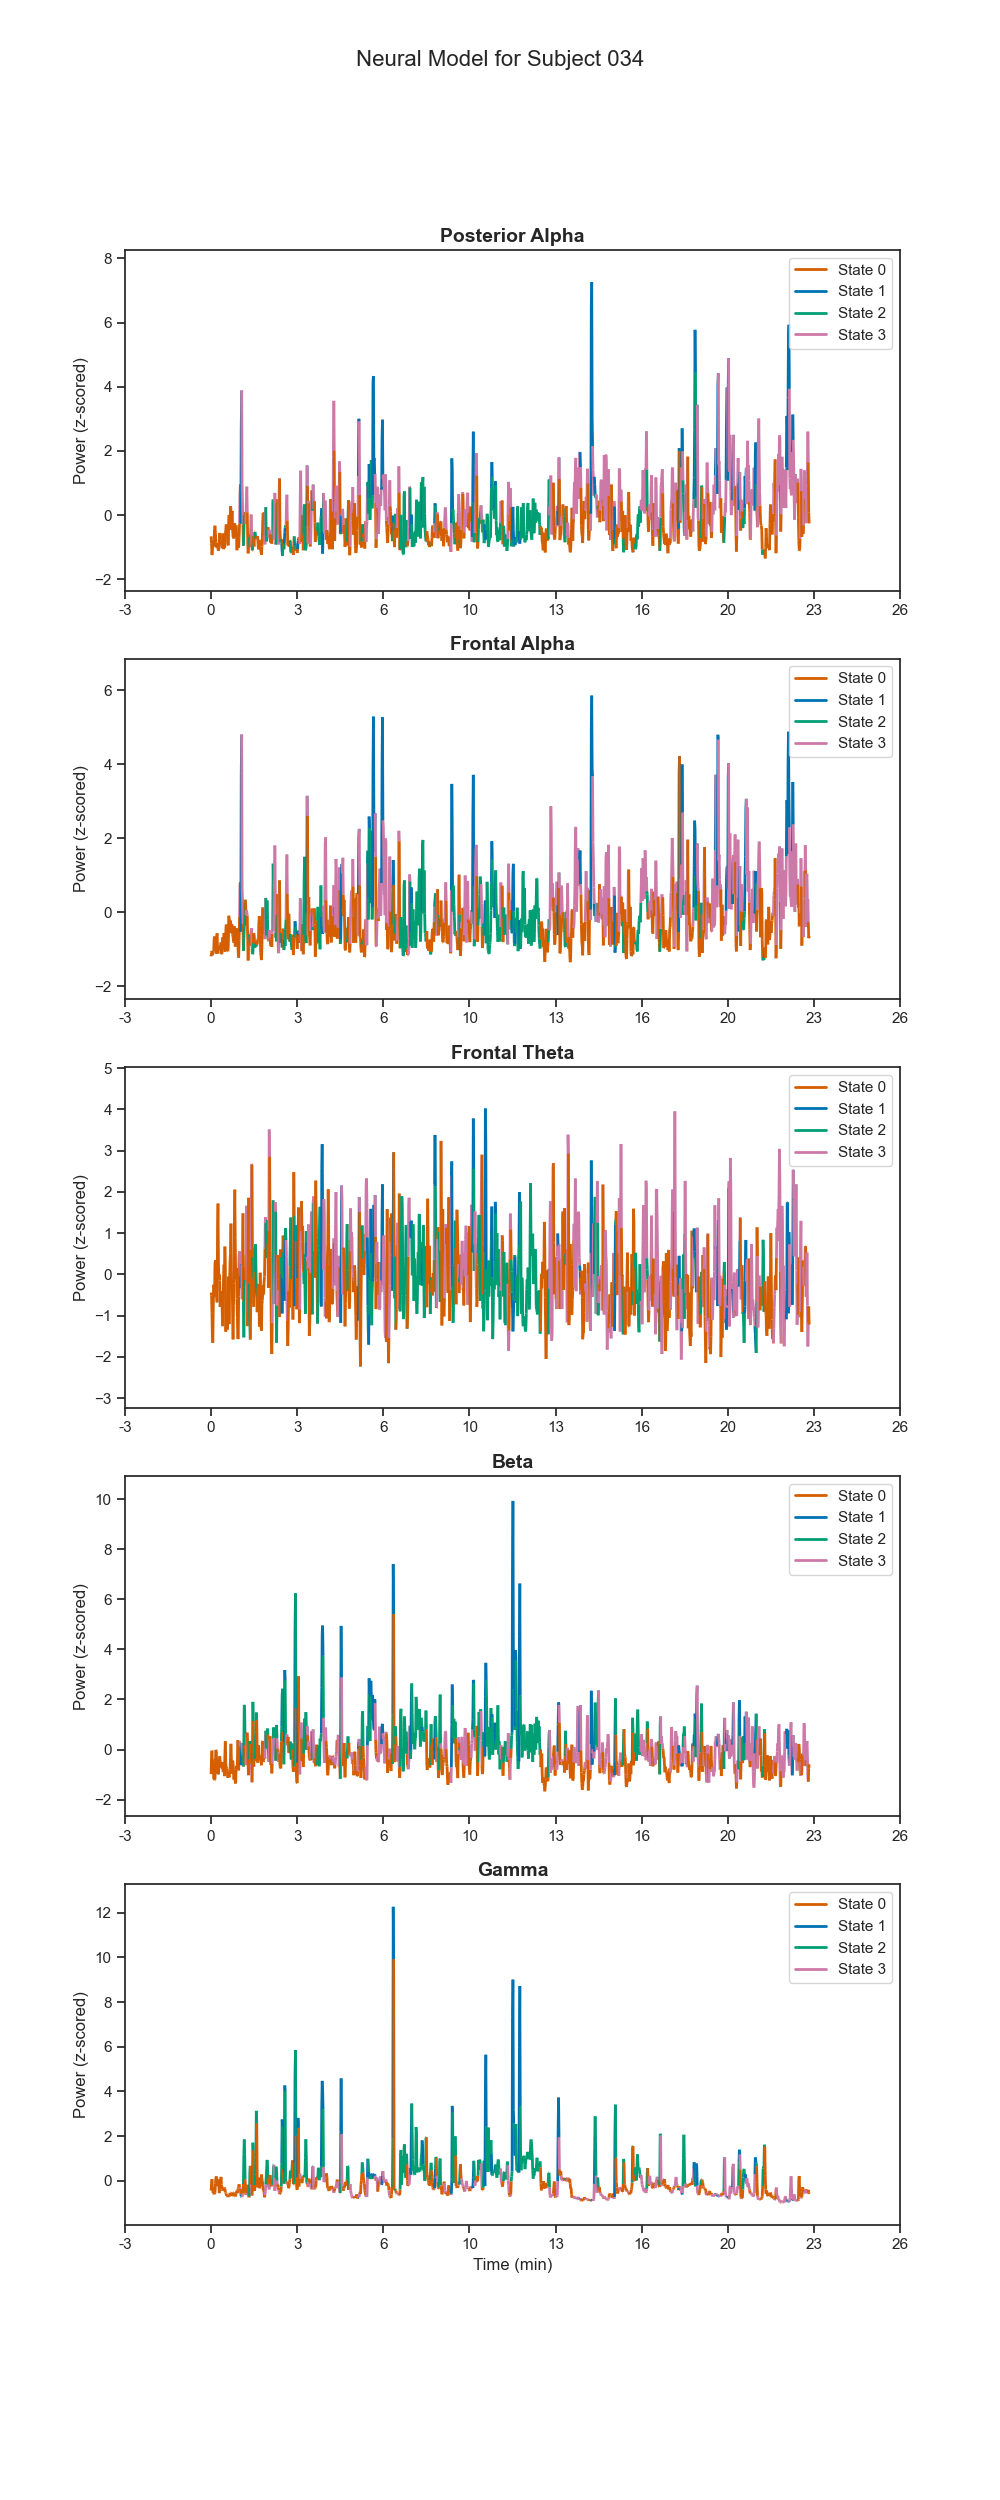 Neural Model for Subject 034
Posterior Alpha
8
6
4
2
0
−2
Power (z-scored)
State 0
State 1
State 2
State 3
-3 0 3 6 10 13 16 20 23 26
Frontal Alpha
6
4
2
0
−2
Power (z-scored)
State 0
State 1
State 2
State 3
-3 0 3 6 10 13 16 20 23 26
Frontal Theta
5
4
3
2
1
0
−1
−2
−3
Power (z-scored)
State 0
State 1
State 2
State 3
-3 0 3 6 10 13 16 20 23 26
Beta
10
8
6
4
2
0
−2
Power (z-scored)
State 0
State 1
State 2
State 3
-3 0 3 6 10 13 16 20 23 26
Gamma
12
10
8
6
4
2
0
Power (z-scored)
State 0
State 1
State 2
State 3
-3 0 3 6 10 13 16 20 23 26
Time (min)